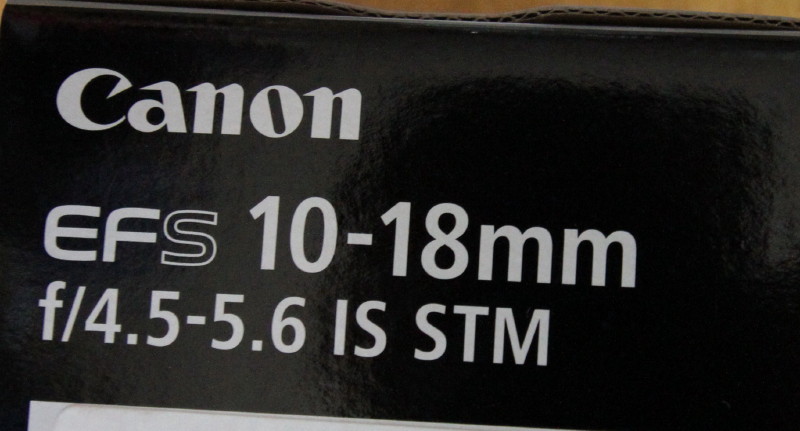 Canon
EFS 10-18mm
f/4.5-5.6 IS STM